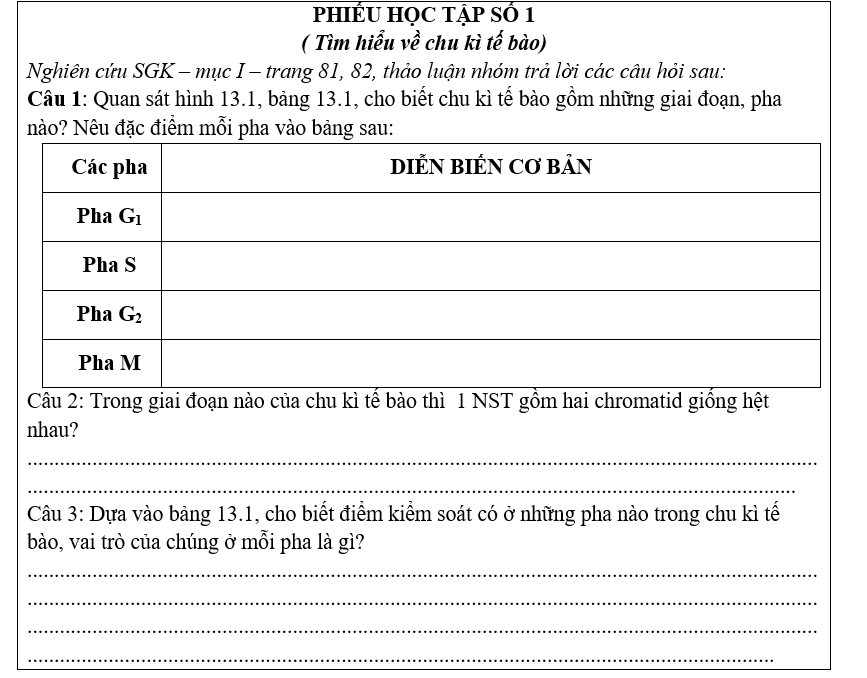 PHIẾU HỌC TẬP SỐ 1
( Tìm hiểu về chu kì tế bào)
Nghiên cứu SGK – mục I – trang 81, 82, thảo luận nhóm trả lời các câu hỏi sau:
Câu 1: Quan sát hình 13.1, bảng 13.1, cho biết chu kì tế bào gồm những giai đoạn, pha
nào? Nêu đặc điểm mỗi pha vào bảng sau:
Các pha DIỄN BIẾN CƠ BẢN
Pha G₁
Pha S
Pha G₂
Pha M
Câu 2: Trong giai đoạn nào của chu kì tế bào thì 1 NST gồm hai chromatid giống hệt
nhau?
Câu 3: Dựa vào bảng 13.1, cho biết điểm kiểm soát có ở những pha nào trong chu kì tế
bào, vai trò của chúng ở mỗi pha là gì?